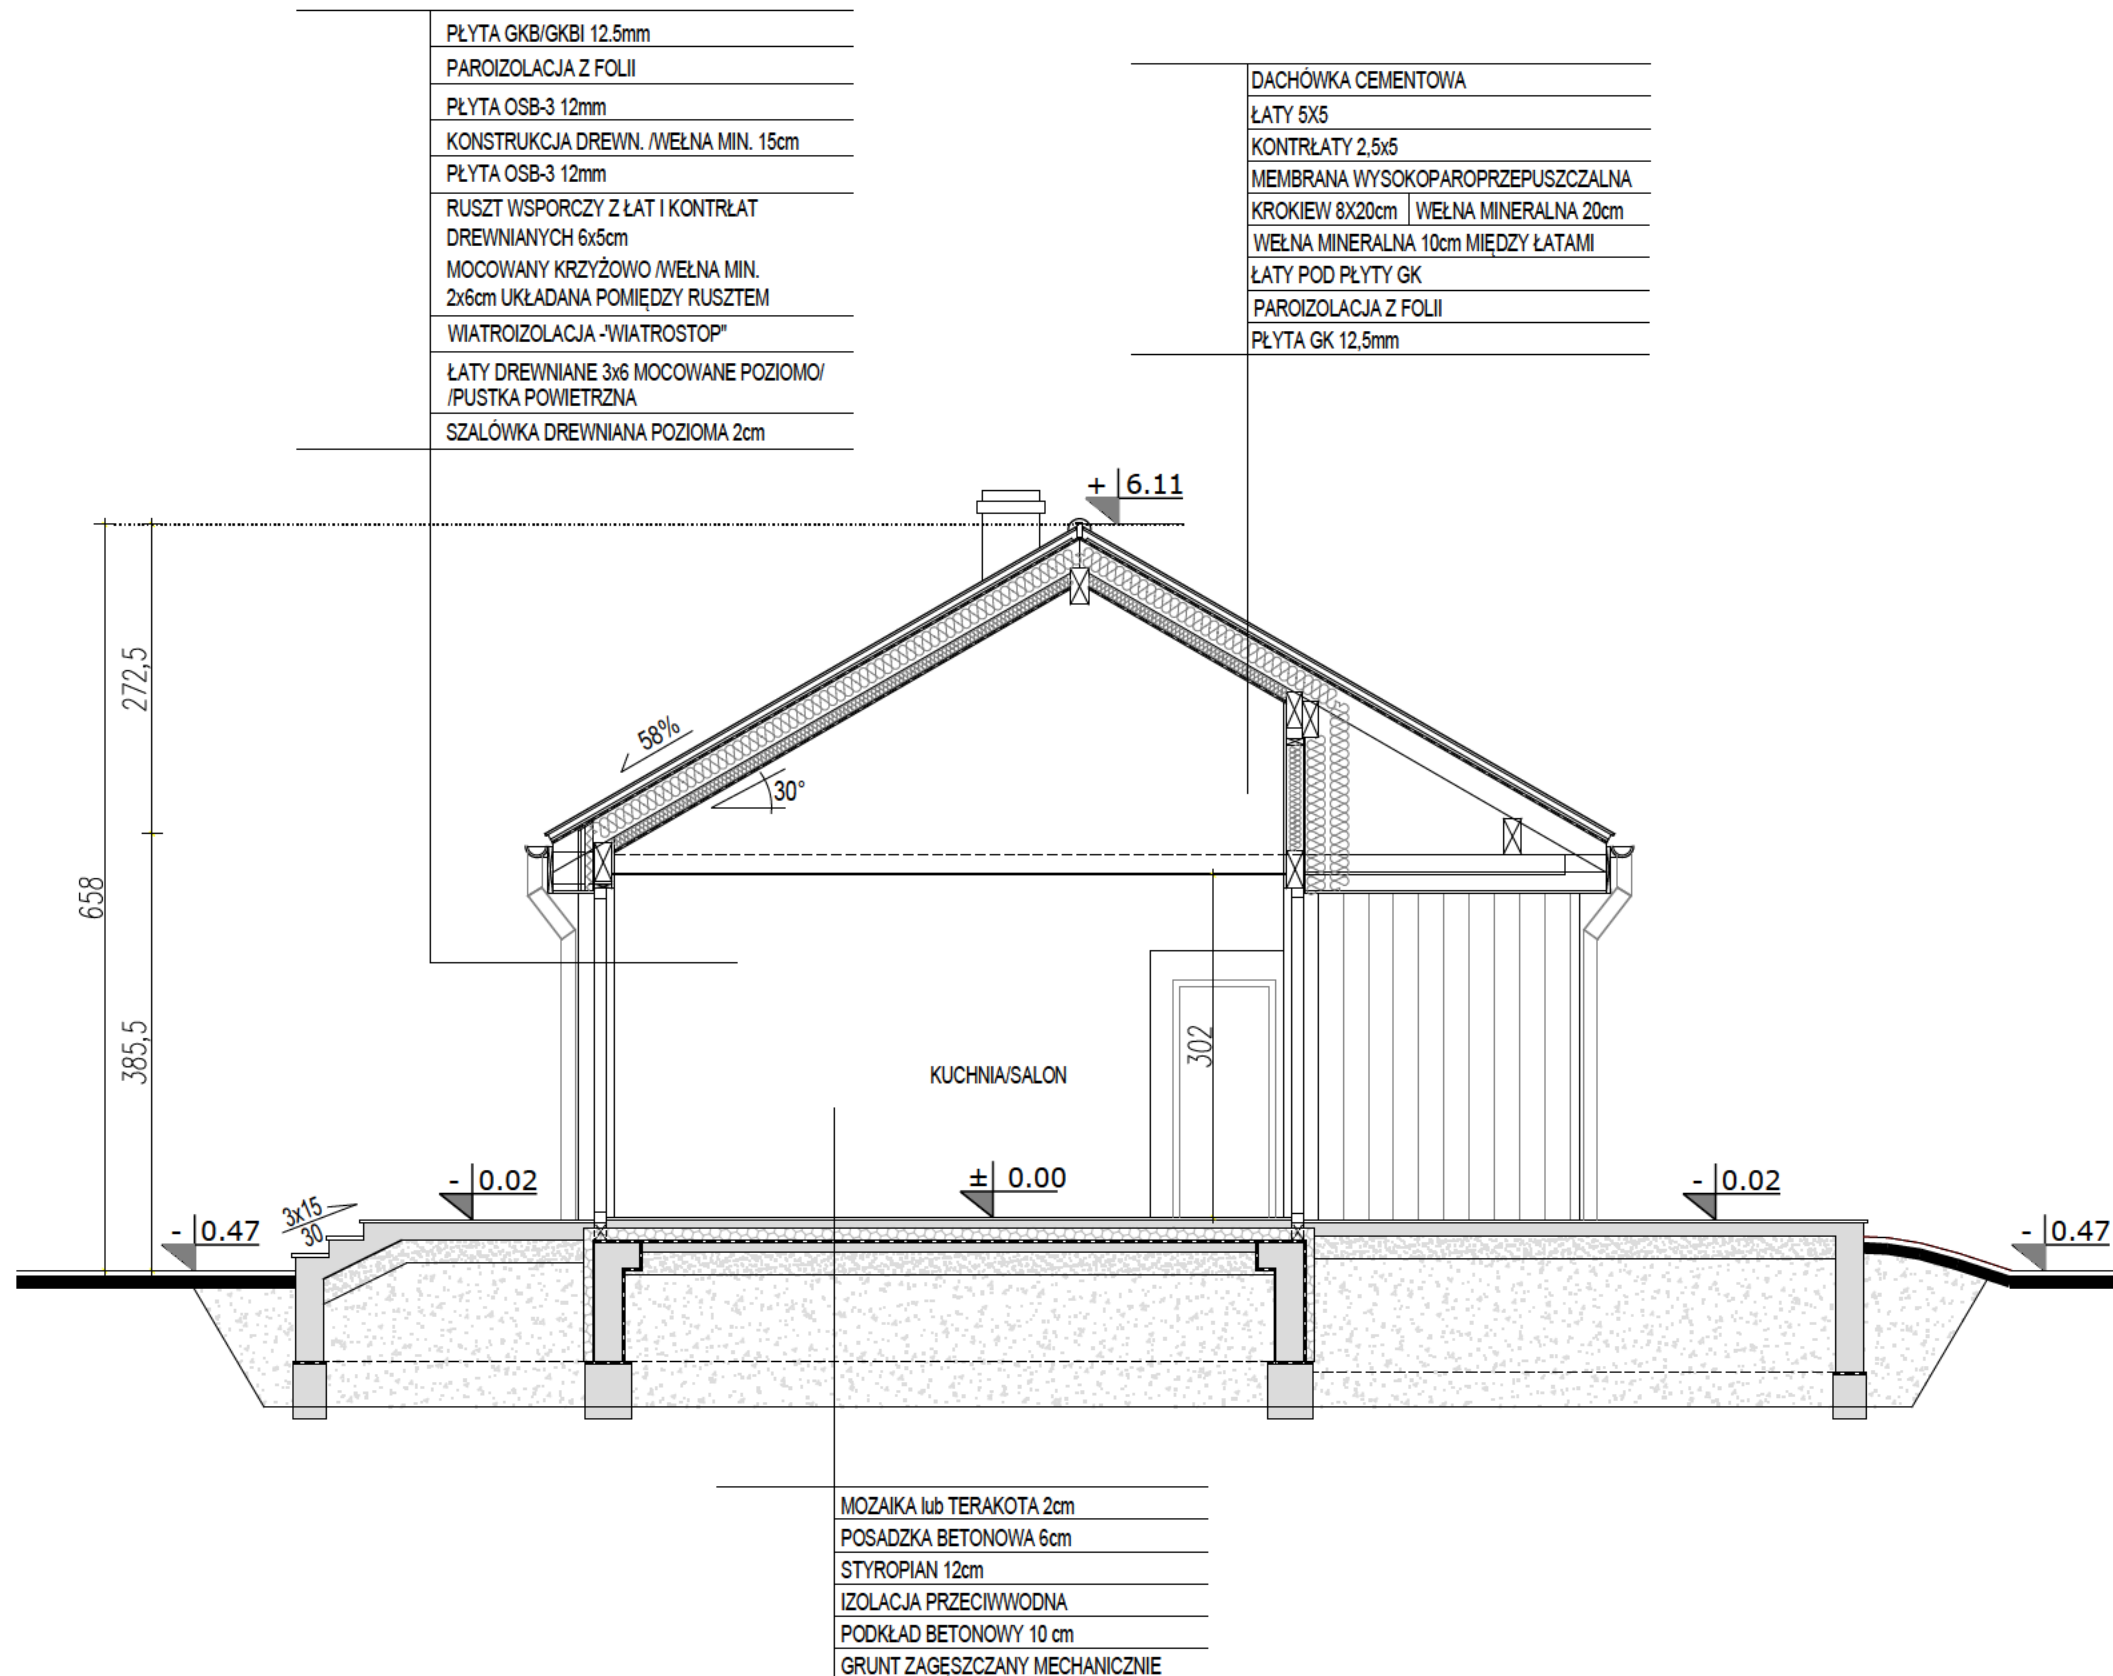 PŁYTA GKB/GKBI 12.5mm
PAROIZOLACJA Z FOLII
PŁYTA OSB-3 12mm
KONSTRUKCJA DREWN. /WEŁNA MIN. 15cm
PŁYTA OSB-3 12mm
RUSZT WSPORCZY Z ŁAT I KONTRŁAT
DREWNIANYCH 6x5cm
MOCOWANY KRZYŻOWO /WEŁNA MIN.
2x6cm UKŁADANA POMIĘDZY RUSZTEM
WIATROIZOLACJA -"WIATROSTOP"
ŁATY DREWNIANE 3x6 MOCOWANE POZIOMO/
/PUSTKA POWIETRZNA
SZALÓWKA DREWNIANA POZIOMA 2cm
DACHÓWKA CEMENTOWA
ŁATY 5X5
KONTRŁATY 2,5x5
MEMBRANA WYSOKOPAROPRZEPUSZCZALNA
KROKIEW 8X20cm WEŁNA MINERALNA 20cm
WEŁNA MINERALNA 10cm MIĘDZY ŁATAMI
ŁATY POD PŁYTY GK
PAROIZOLACJA Z FOLII
PŁYTA GK 12,5mm
+ 6.11
272,5
58%
30°
658
385,5
302
KUCHNIA/SALON
- 0.02
± 0.00
- 0.02
3x15
30
- 0.47
- 0.47
MOZAIKA lub TERAKOTA 2cm
POSADZKA BETONOWA 6cm
STYROPIAN 12cm
IZOLACJA PRZECIWWODNA
PODKŁAD BETONOWY 10 cm
GRUNT ZAGĘSZCZANY MECHANICZNIE